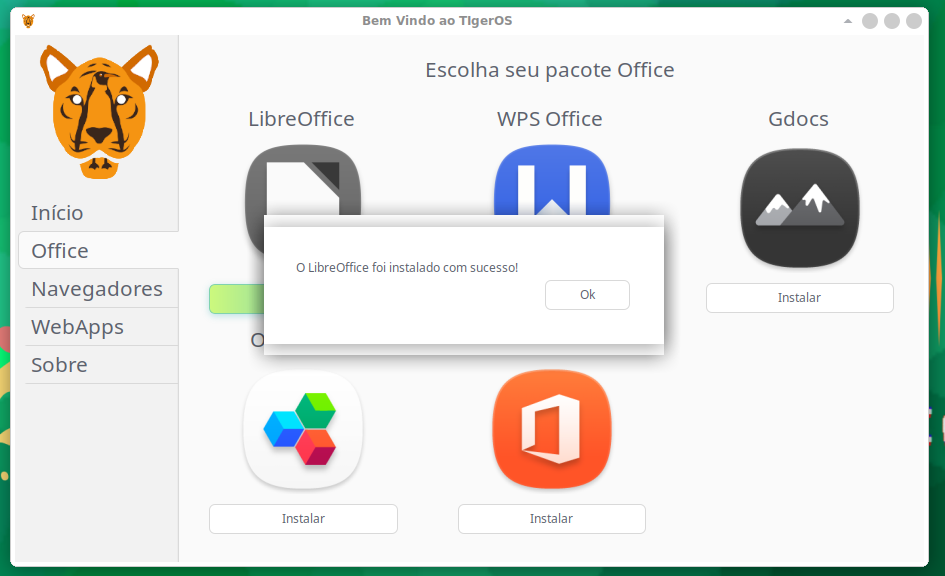 Bem Vindo ao TIgerOS
Início
Office
Navegadores
WebApps
Sobre
Escolha seu pacote Office
LibreOffice
WPS Office
Gdocs
O LibreOffice foi instalado com sucesso!
Ok
Instalar
Instalar
Instalar